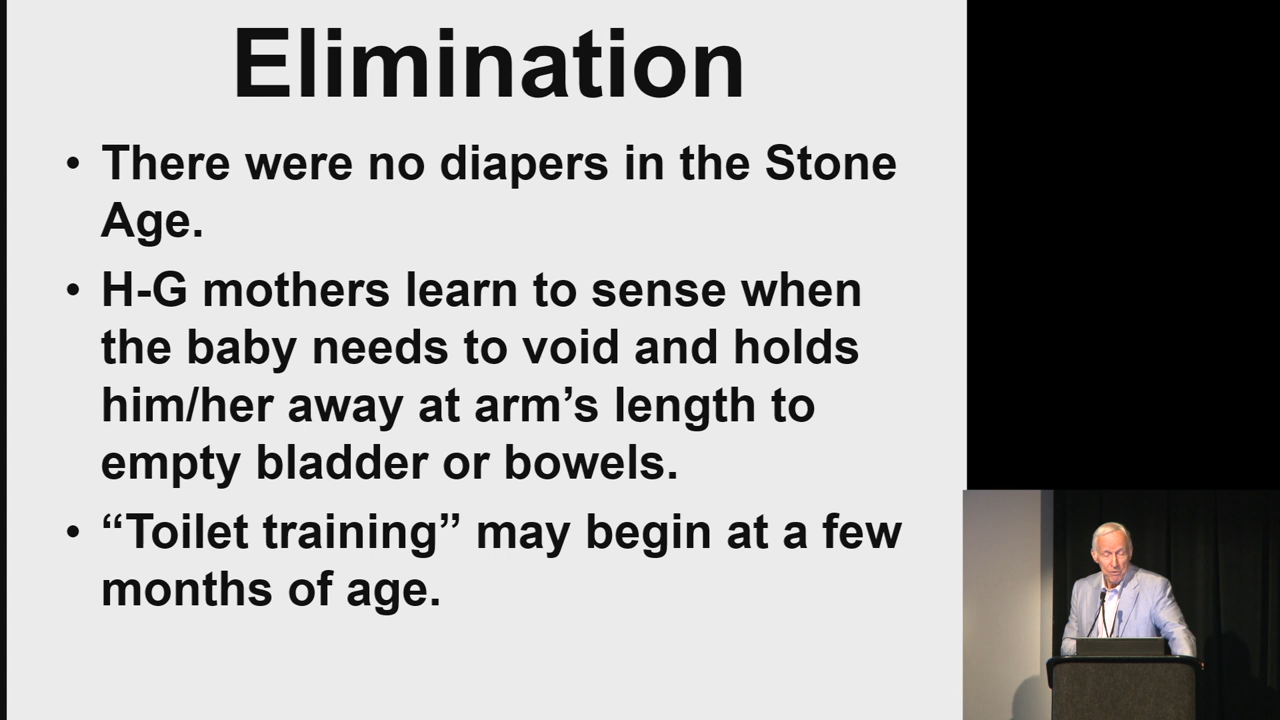 Elimination
• There were no diapers in the Stone
Age.
• H-G mothers learn to sense when
the baby needs to void and holds
him/her away at arm’s length to
empty bladder or bowels.
• “Toilet training” may begin at a few
months of age.